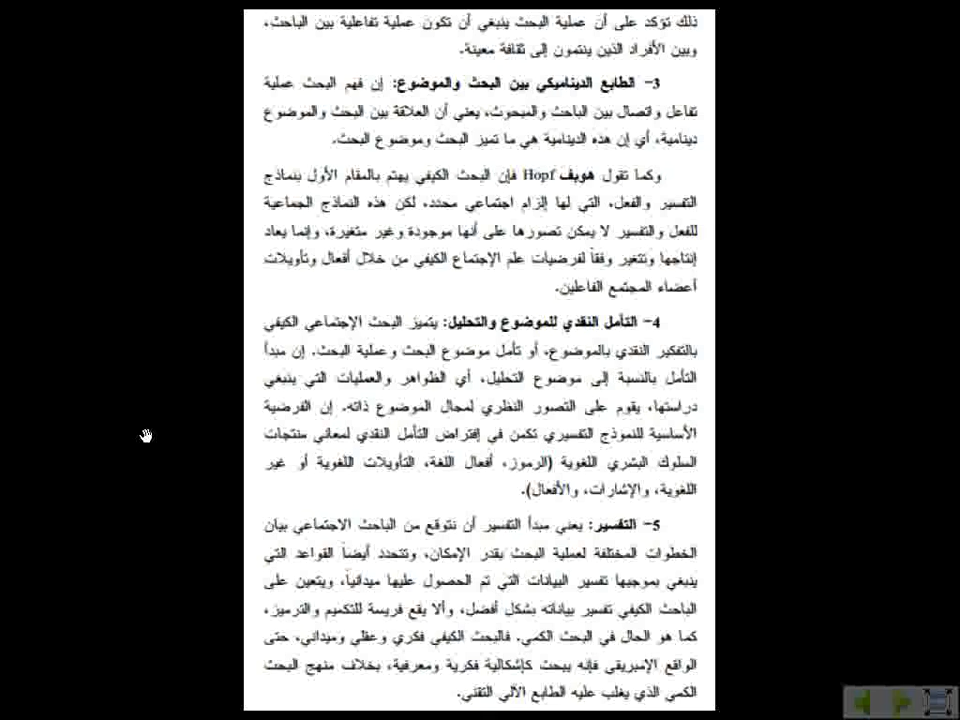 ذلك تؤكد على أن عملية البحث ينبغي أن تكون عملية تفاعلية بين الباحث،
وبين الأفراد الذين ينتمون إلى ثقافة معينة.
3- الطابع الديناميكي بين البحث والموضوع: إن فهم البحث عملية
تفاعل واتصال بين الباحث والمبحوث، يعني أن العلاقة بين البحث والموضوع
دينامية، أي إن هذه الدينامية هي ما تميز البحث وموضوع البحث.
وكما تقول هوبف Hopf فإن البحث الكيفي يهتم بالمقام الأول بنماذج
التفسير والفعل، التي لها إلزام اجتماعي محدد، لكن هذه النماذج الجماعية
للفعل والتفسير لا يمكن تصورها على أنها موجودة وغير متغيرة، وإنما يعاد
إنتاجها وتتغير وفقاً لفرضيات علم الإجتماع الكيفي من خلال أفعال وتأويلات
أعضاء المجتمع الفاعلين.
4- التأمل النقدي للموضوع والتحليل: يتميز البحث الإجتماعي الكيفي
بالتفكير النقدي بالموضوع، أو تأمل موضوع البحث وعملية البحث. إن مبدأ
التأمل بالنسبة إلى موضوع التحليل، أي الظواهر والعمليات التي ينبغي
دراستها، يقوم على التصور النظري لمجال الموضوع ذاته. إن الفرضية
الأساسية للنموذج التفسيري تكمن في إفتراض التأمل النقدي لمعاني منتجات
السلوك البشري اللغوية (الرموز، أفعال اللغة، التأويلات اللغوية أو غير
اللغوية، والإشارات، والأفعال).
5- التفسير: يعني مبدأ التفسير أن نتوقع من الباحث الاجتماعي بيان
الخطوات المختلفة لعملية البحث بقدر الإمكان، وتتحدد أيضاً القواعد التي
ينبغي بموجبها تفسير البيانات التي تم الحصول عليها ميدانياً، ويتعين على
الباحث الكيفي تفسير بياناته بشكل أفضل، وألا يقع فريسة للتكميم والترميز،
كما هو الحال في البحث الكمي. فالبحث الكيفي فكري وعقلي وميداني، حتى
الواقع الإمبريقي فإنه يبحث كإشكالية فكرية ومعرفية، بخلاف منهج البحث
الكمي الذي يغلب عليه الطابع الآلي التقني.